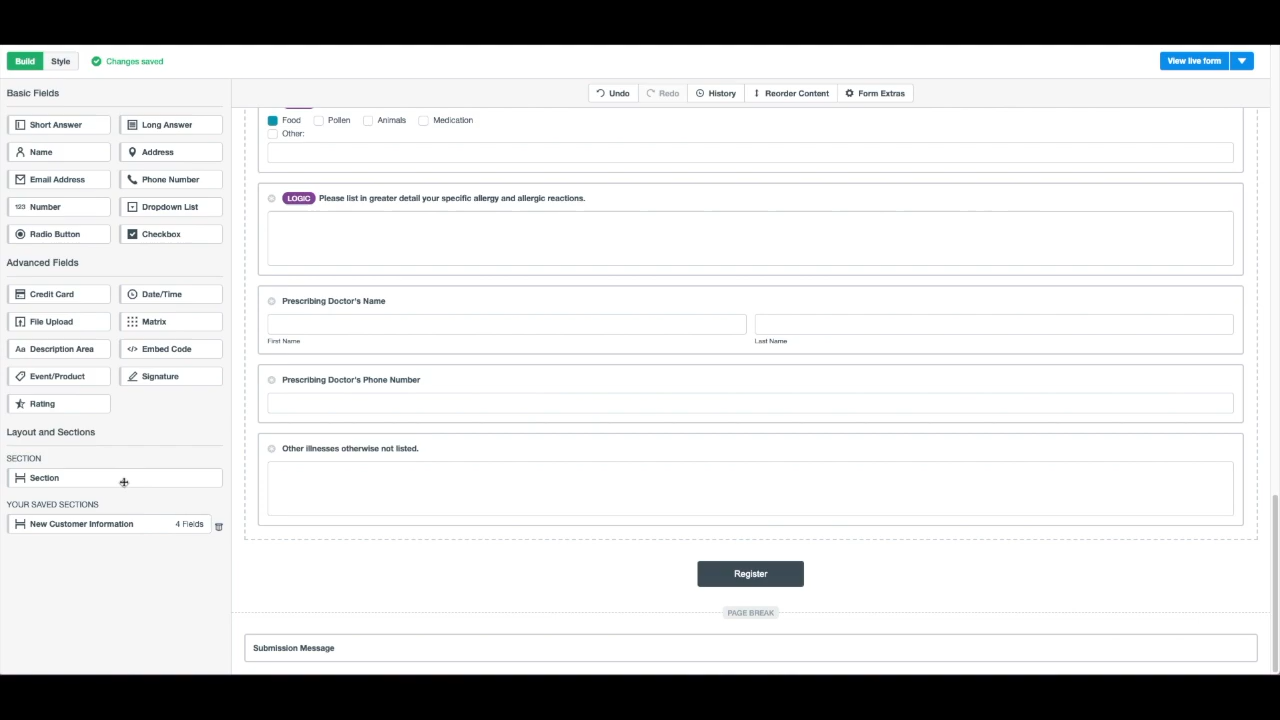 Build Style Changes saved View live form
Basic Fields
Undo Redo History Reorder Content Form Extras
Short Answer Long Answer
Name Address
Email Address Phone Number
123 Number Dropdown List
Radio Button Checkbox
Advanced Fields
Credit Card Date/Time
File Upload Matrix
Aa Description Area </> Embed Code
Event/Product Signature
Rating
Layout and Sections
SECTION
Section
YOUR SAVED SECTIONS
New Customer Information 4 Fields
Food Pollen Animals Medication
Other:
LOGIC Please list in greater detail your specific allergy and allergic reactions.
Prescribing Doctor's Name
First Name Last Name
Prescribing Doctor's Phone Number
Other illnesses otherwise not listed.
Register
PAGE BREAK
Submission Message